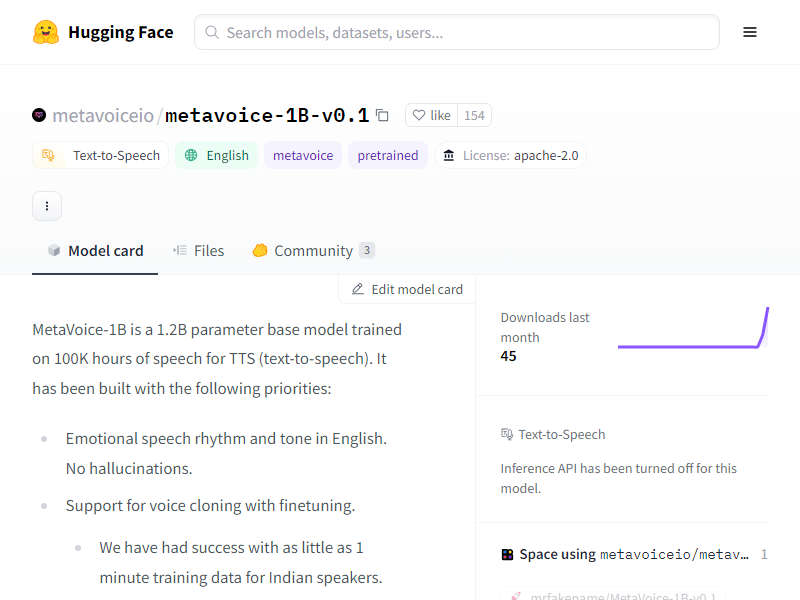 Hugging Face
Search models, datasets, users...
metavoiceio/metavoice-1B-v0.1
like 154
Text-to-Speech English metavoice pretrained License: apache-2.0
Model card Files Community 3
Edit model card
MetaVoice-1B is a 1.2B parameter base model trained
on 100K hours of speech for TTS (text-to-speech). It
has been built with the following priorities:
Emotional speech rhythm and tone in English.
No hallucinations.
Support for voice cloning with finetuning.
We have had success with as little as 1
minute training data for Indian speakers.
Downloads last
month
45
Text-to-Speech
Inference API has been turned off for this
model.
Space using metavoiceio/metav… 1
mrfakename/MetaVoice-1B-v0.1